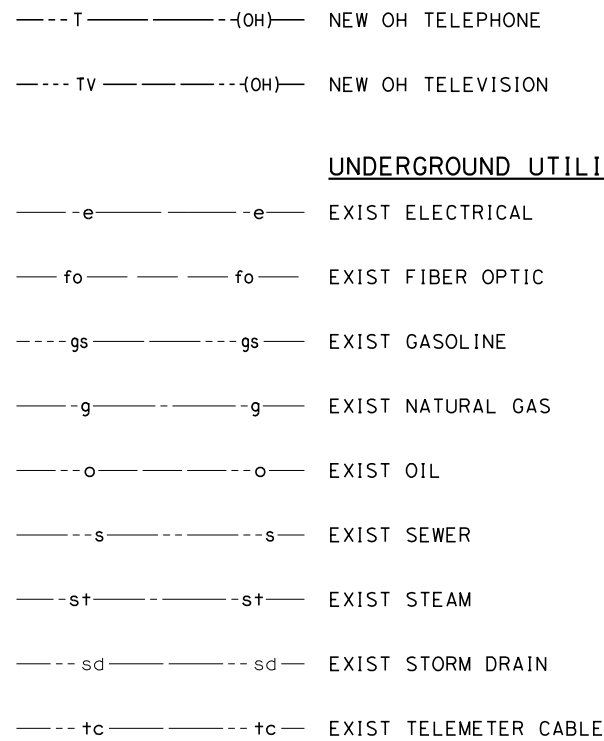 T (OH) NEW OH TELEPHONE
TV (OH) NEW OH TELEVISION
UNDERGROUND UTILI
e e EXIST ELECTRICAL
fo fo EXIST FIBER OPTIC
gs gs EXIST GASOLINE
g g EXIST NATURAL GAS
o o EXIST OIL
s s EXIST SEWER
st st EXIST STEAM
sd sd EXIST STORM DRAIN
tc tc EXIST TELEMETER CABLE